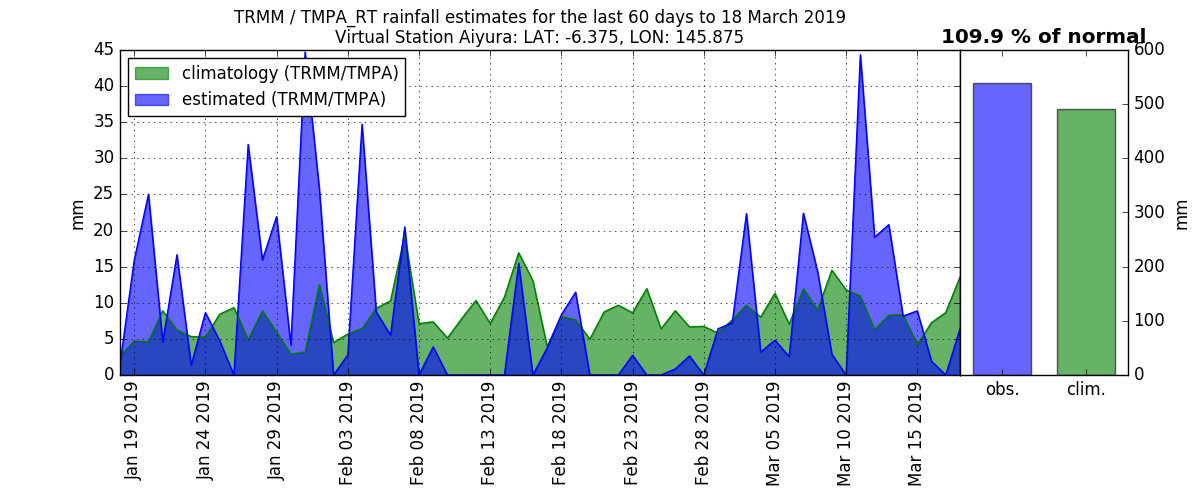 TRMM / TMPA_RT rainfall estimates for the last 60 days to 18 March 2019
Virtual Station Aiyura: LAT: -6.375, LON: 145.875
109.9 % of normal
climatology (TRMM/TMPA)
estimated (TRMM/TMPA)
mm
45
40
35
30
25
20
15
10
5
0
Jan 19 2019
Jan 24 2019
Jan 29 2019
Feb 03 2019
Feb 08 2019
Feb 13 2019
Feb 18 2019
Feb 23 2019
Feb 28 2019
Mar 05 2019
Mar 10 2019
Mar 15 2019
600
500
400
300
200
100
0
mm
obs.
clim.